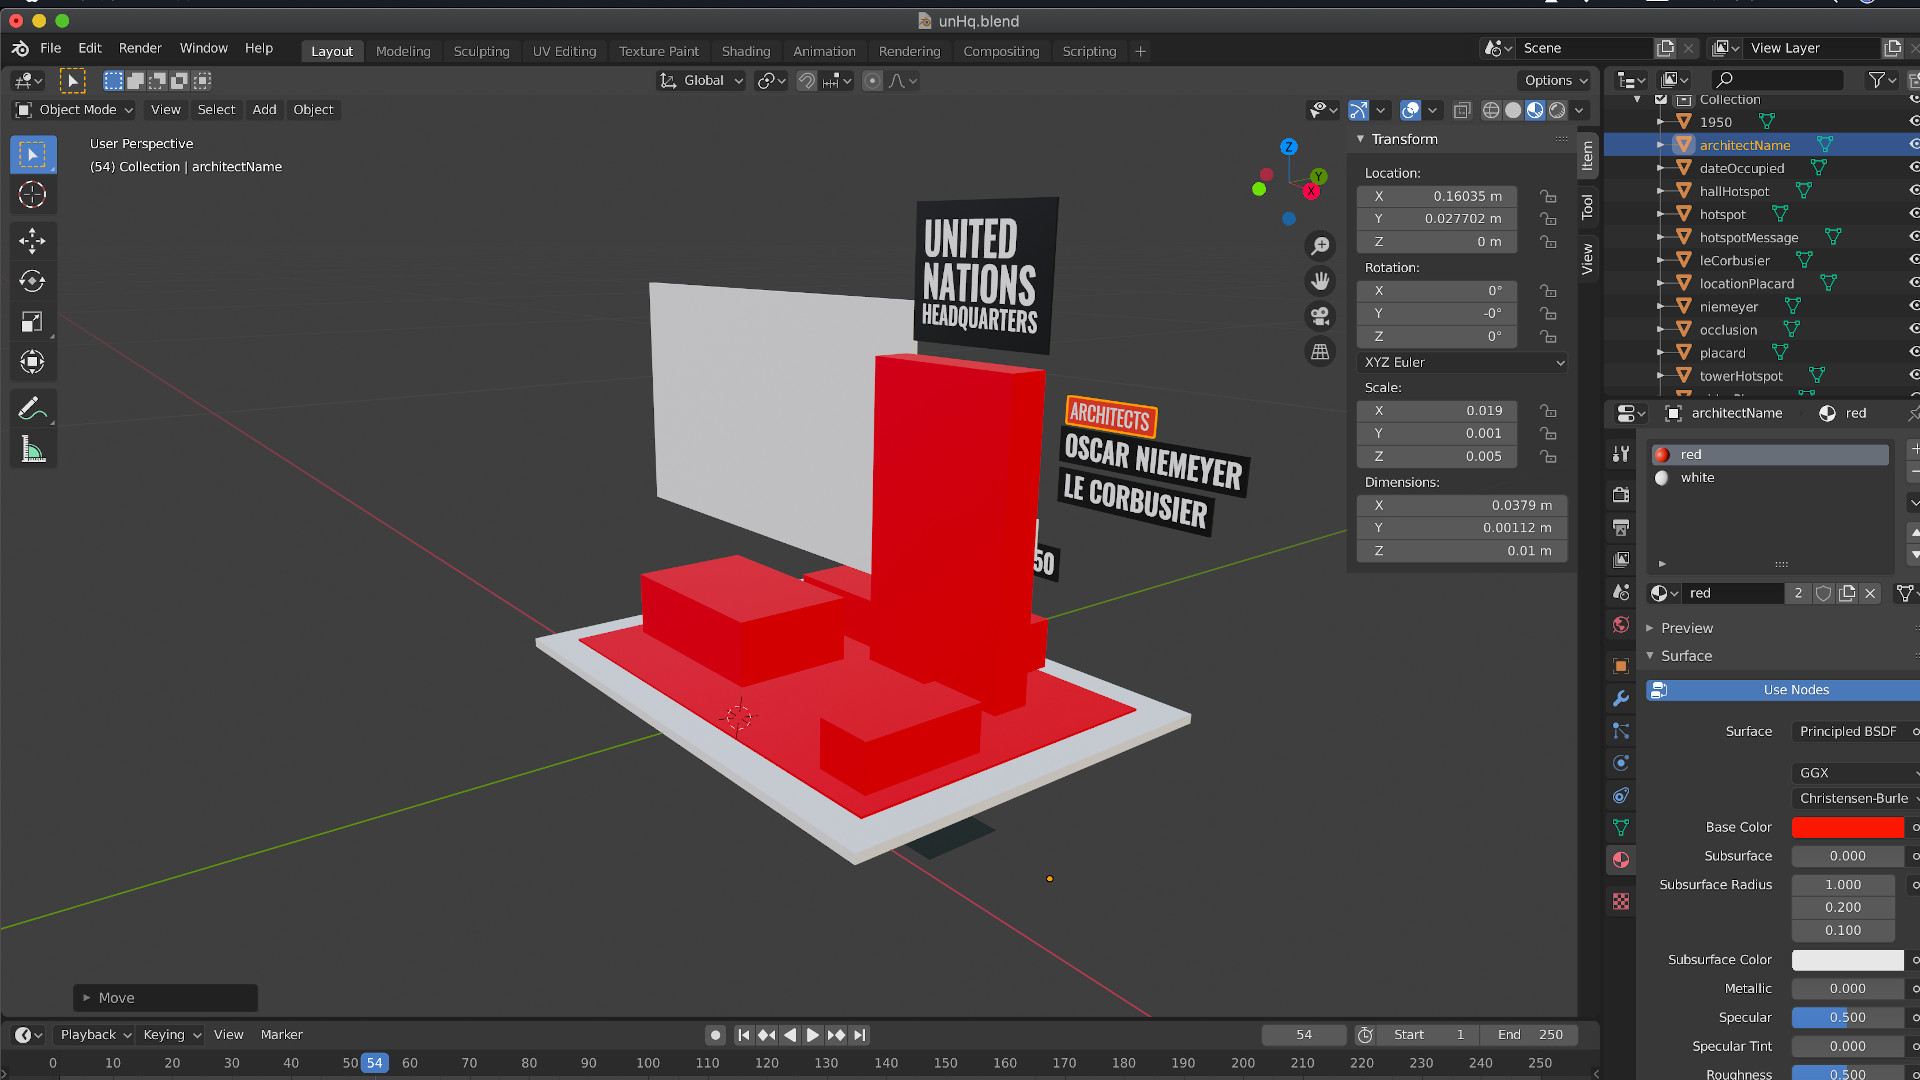 unHq.blend
File Edit Render Window Help
Layout Modeling Sculpting UV Editing Texture Paint Shading Animation Rendering Compositing Scripting +
Scene
View Layer
Global
Options
Object Mode View Select Add Object
User Perspective
(54) Collection | architectName
Z
Y
X
UNITED
NATIONS
HEADQUARTERS
ARCHITECTS
OSCAR NIEMEYER
LE CORBUSIER
50
Transform
Location:
X 0.16035 m
Y 0.027702 m
Z 0 m
Rotation:
X 0°
Y -0°
Z 0°
XYZ Euler
Scale:
X 0.019
Y 0.001
Z 0.005
Dimensions:
X 0.0379 m
Y 0.00112 m
Z 0.01 m
Item
Tool
View
Collection
1950
architectName
dateOccupied
hallHotspot
hotspot
hotspotMessage
leCorbusier
locationPlacard
niemeyer
occlusion
placard
towerHotspot
architectName red
red
white
red 2
Preview
Surface
Use Nodes
Surface Principled BSDF
GGX
Christensen-Burle
Base Color
Subsurface 0.000
Subsurface Radius 1.000
0.200
0.100
Subsurface Color
Metallic 0.000
Specular 0.500
Specular Tint 0.000
Roughness 0.500
Move
Playback Keying View Marker
54 Start 1 End 250
0 10 20 30 40 50 54 60 70 80 90 100 110 120 130 140 150 160 170 180 190 200 210 220 230 240 250